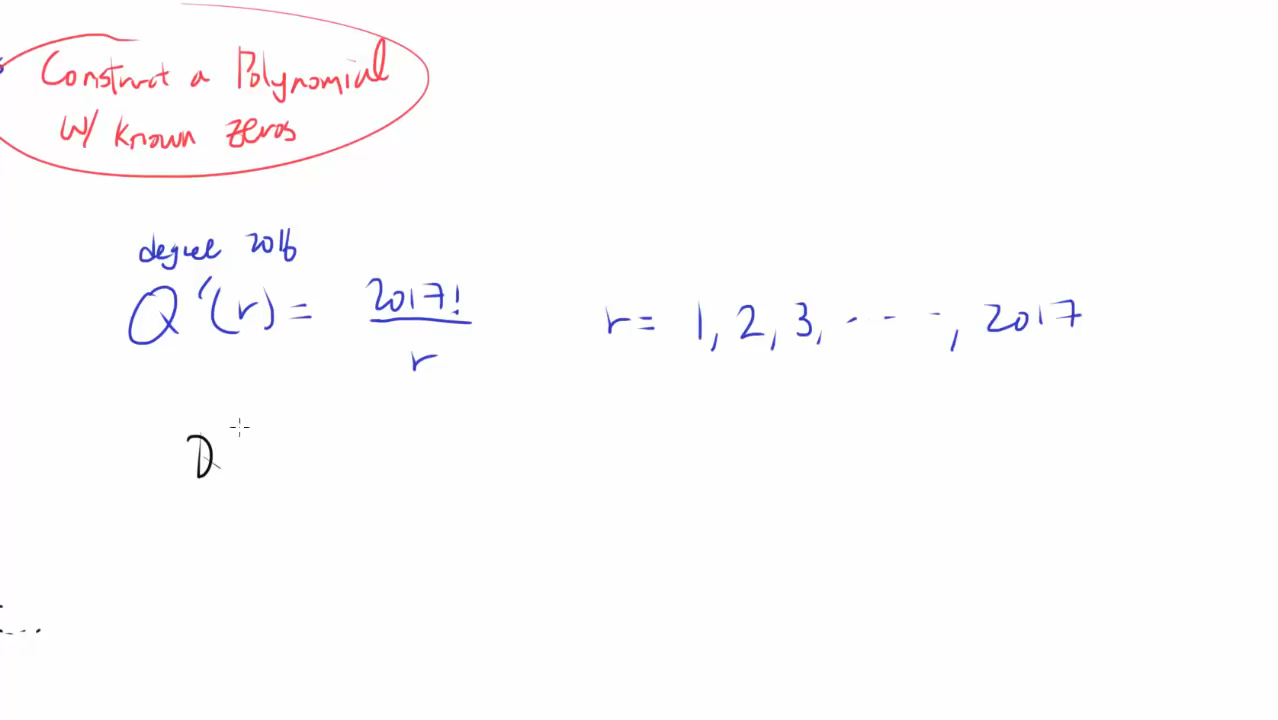 Construct a Polynomial
w/ known zeros
degree 2016
Q'(r) = 2017! / r    r = 1, 2, 3, ....., 2017
D